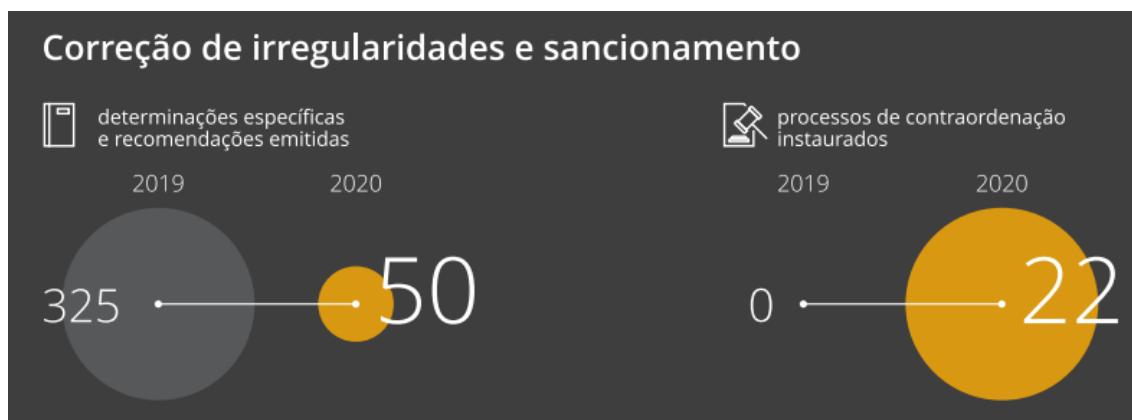 Correção de irregularidades e sancionamento
determinações específicas
e recomendações emitidas
2019 2020
325 50
processos de contraordenação
instaurados
2019 2020
0 22